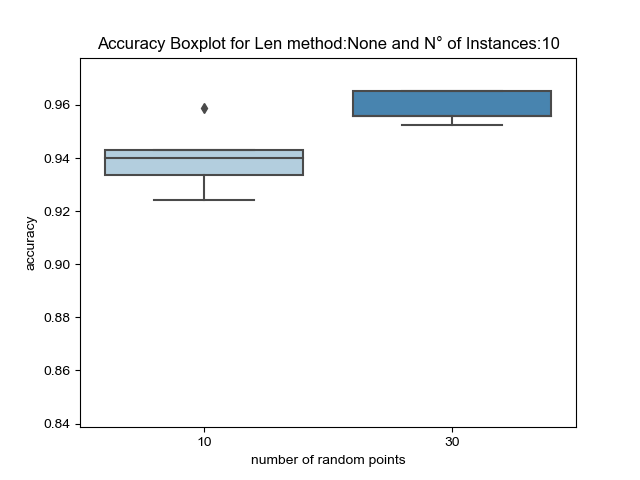 Accuracy Boxplot for Len method:None and N° of Instances:10
0.96
0.94
0.92
0.90
0.88
0.86
0.84
accuracy
10 30
number of random points